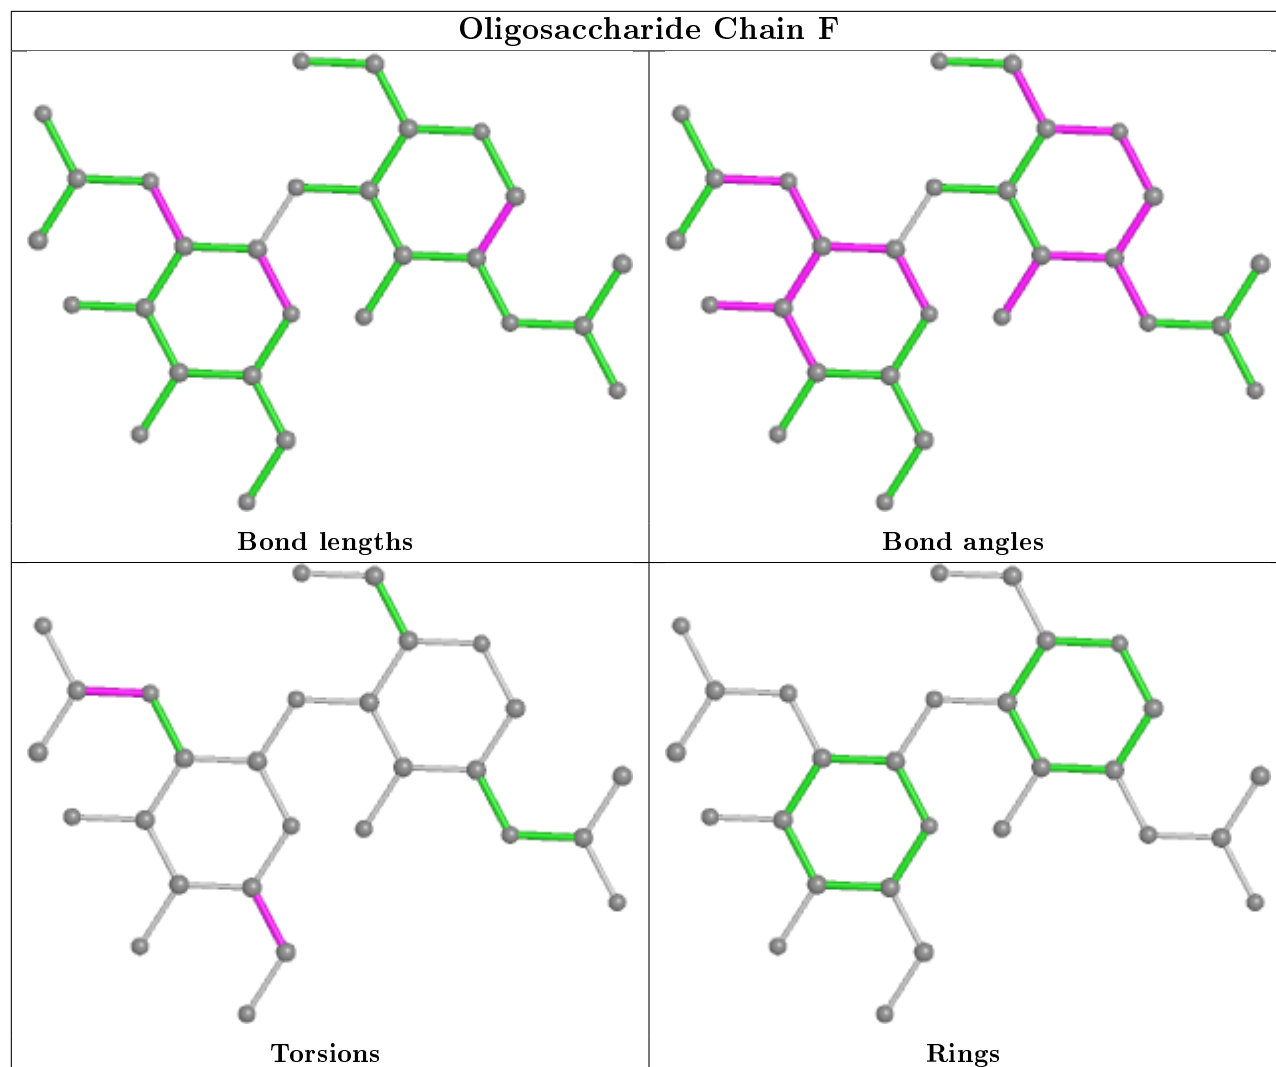 Oligosaccharide Chain F
Bond lengths
Bond angles
Torsions
Rings